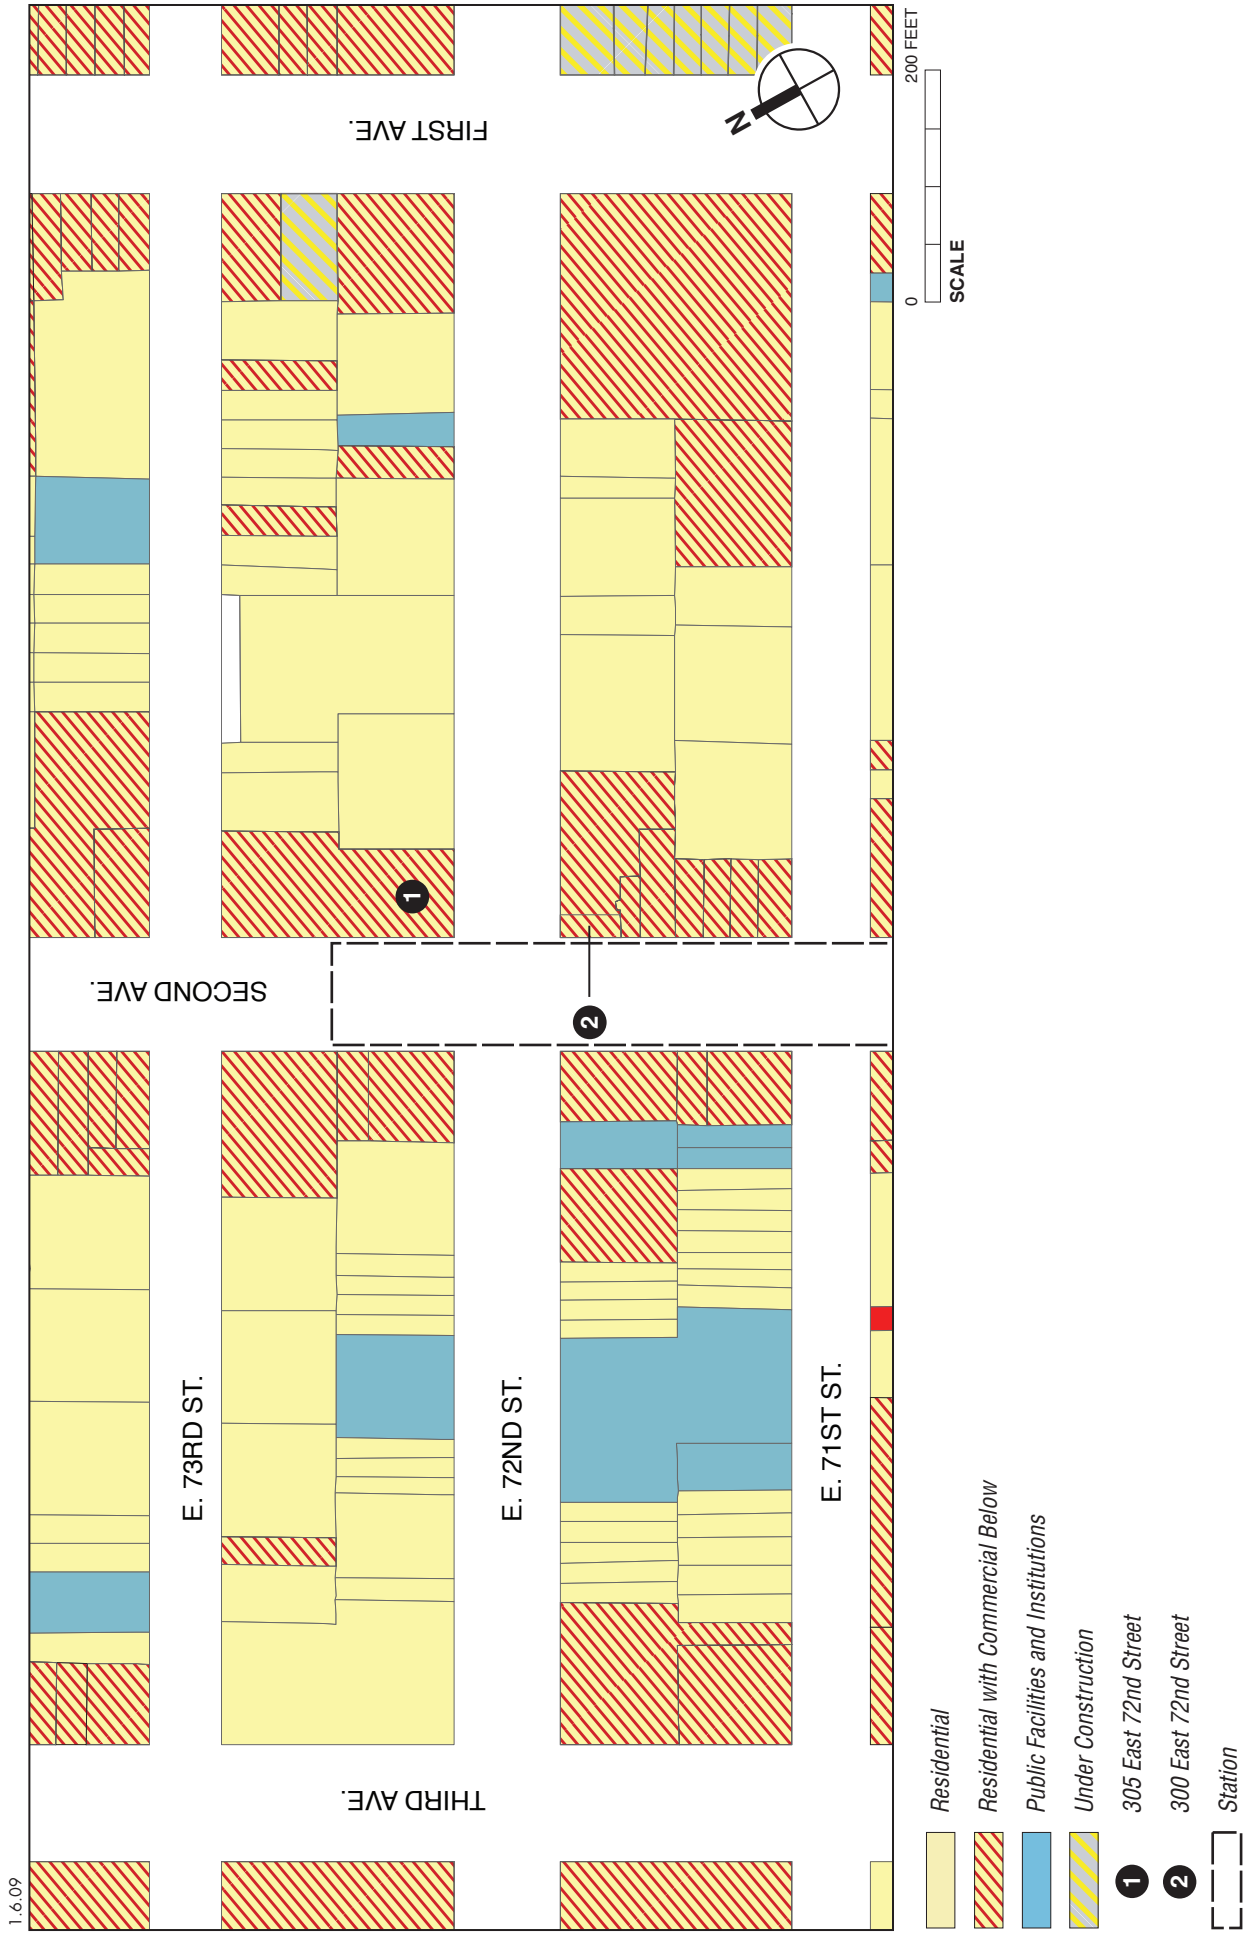 1.6.09
FIRST AVE.
SECOND AVE.
THIRD AVE.
E. 73RD ST.
E. 72ND ST.
E. 71ST ST.
1
2
N
0
200 FEET
SCALE
Residential
Residential with Commercial Below
Public Facilities and Institutions
Under Construction
1 305 East 72nd Street
2 300 East 72nd Street
Station